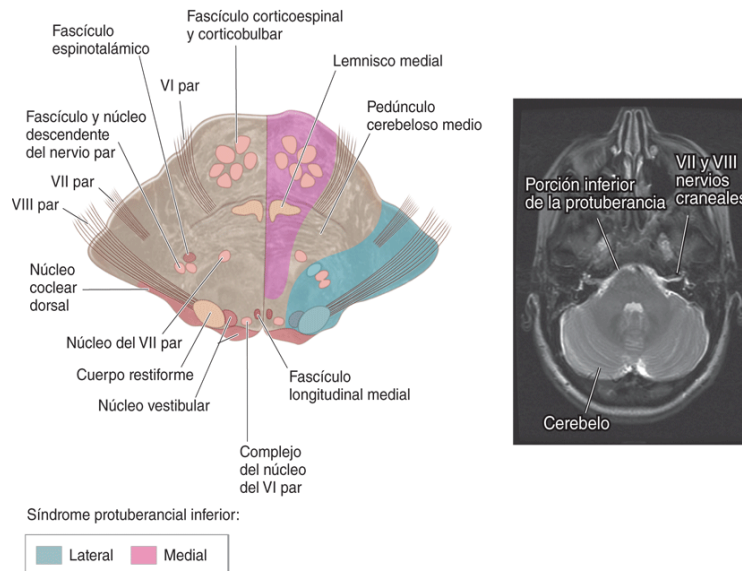 Fascículo corticoespinal
y corticobulbar
Fascículo
espinotalámico
Lemnisco medial
VI par
Pedúnculo
cerebeloso medio
Fascículo y núcleo
descendente
del nervio par
VII par
VIII par
Núcleo
coclear
dorsal
Núcleo del VII par
Cuerpo restiforme
Núcleo vestibular
Fascículo
longitudinal medial
Complejo
del núcleo
del VI par
Porción inferior
de la protuberancia
VII y VIII
nervios
craneales
Cerebelo
Síndrome protuberancial inferior:
Lateral
Medial